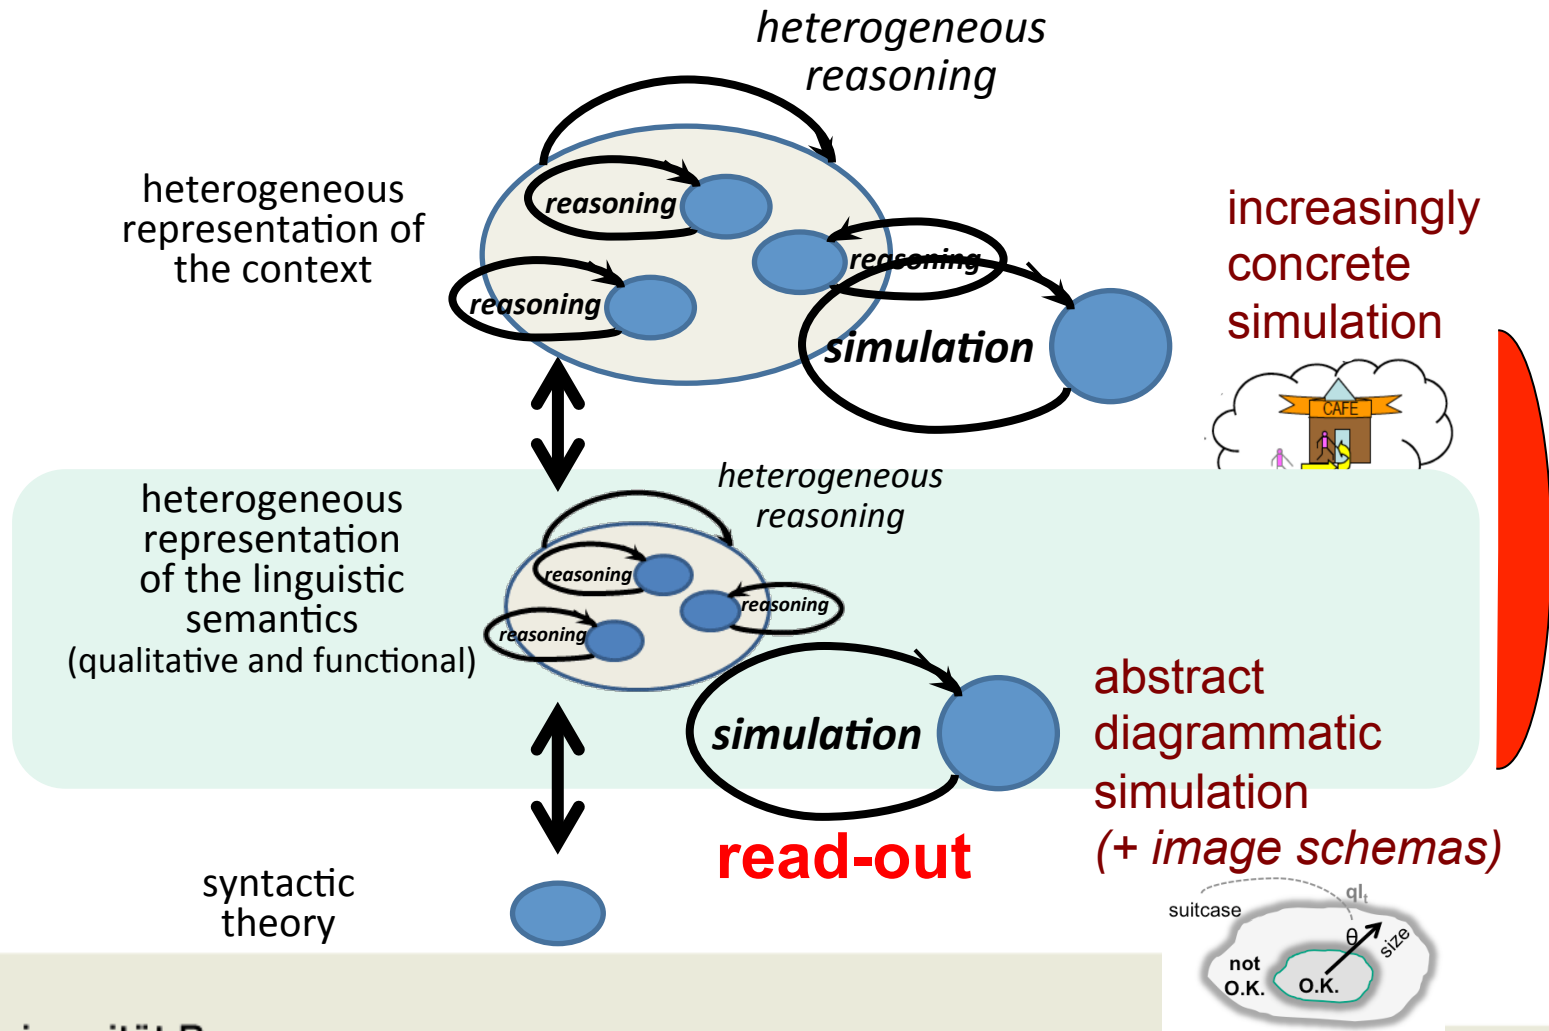 heterogeneous
reasoning
heterogeneous
representation of
the context
reasoning
reasoning
reasoning
simulation
increasingly
concrete
simulation
CAFE
heterogeneous
representation
of the linguistic
semantics
(qualitative and functional)
heterogeneous
reasoning
reasoning
reasoning
reasoning
simulation
abstract
diagrammatic
simulation
(+ image schemas)
read-out
syntactic
theory
suitcase
qlₜ
θ
size
not
O.K.
O.K.